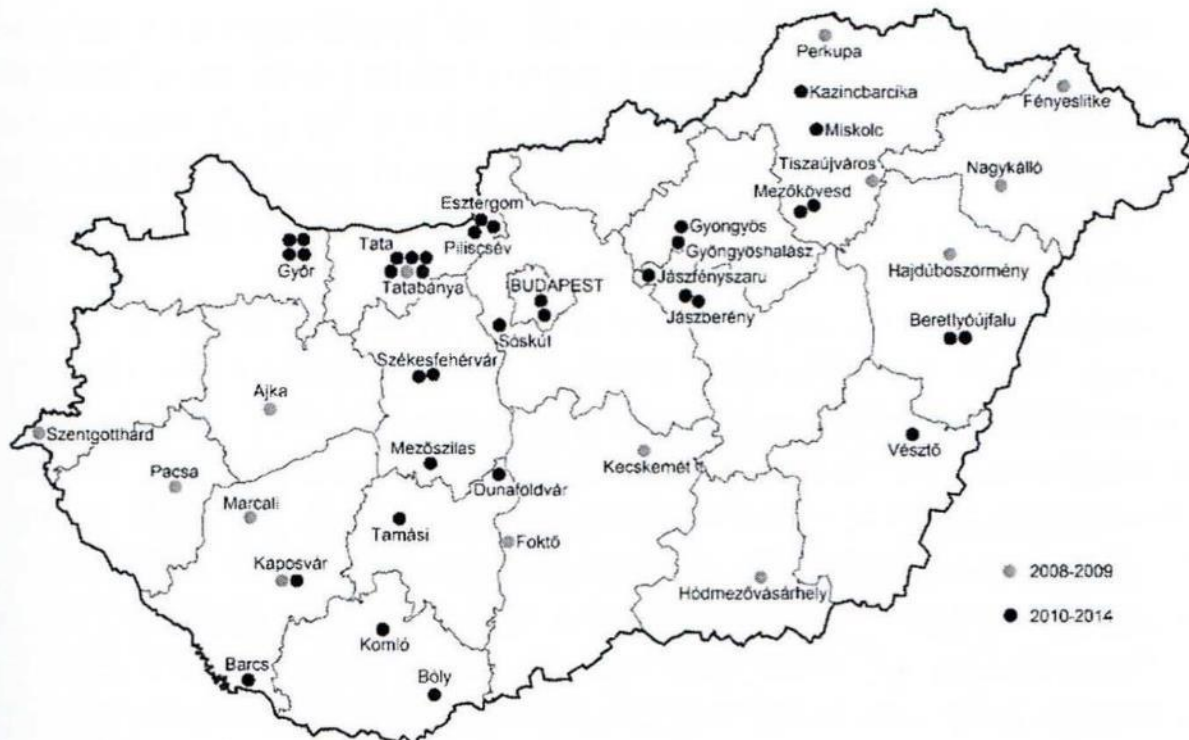 Perkupa
Kazincbarcika
Fényeslitke
Miskolc
Tiszaújváros
Nagykálló
Mezőkövesd
Esztergom
Gyongyös
Piliscsév
Tata
Gyöngyöshalász
Győr
Hajdúboszormény
Tatabánya
BUDAPEST
Jászfényszaru
Jászberény
Sóskút
Berettyóújfalu
Székesfehérvár
Ajka
Szentgotthárd
Vésztő
Mezőszilas
Kecskemét
Pacsa
Dunaföldvár
Marcali
Tamási
Foktő
Kaposvár
2008-2009
Hódmezővásárhely
2010-2014
Komló
Barcs
Bóly